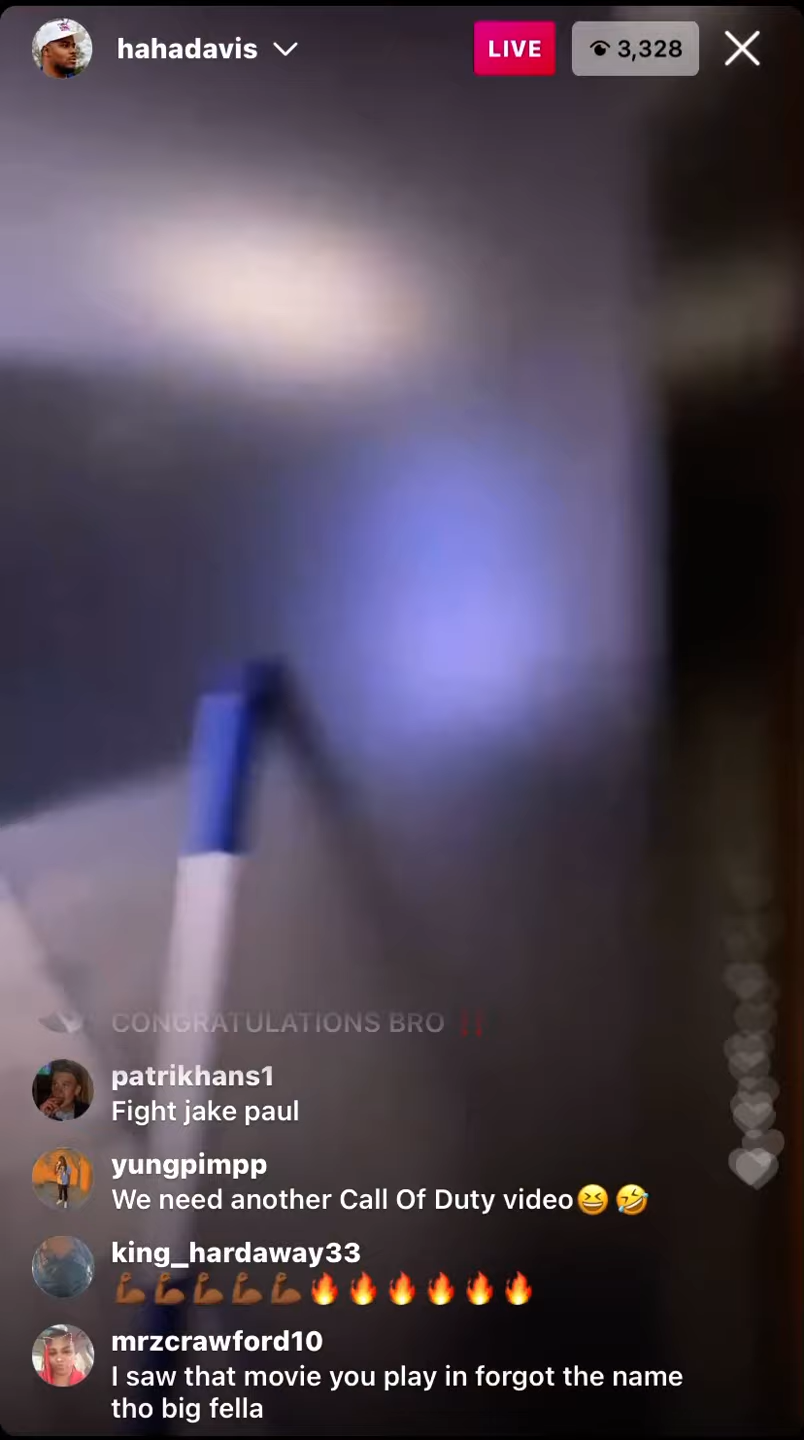 hahadavis
LIVE
3,328
CONGRATULATIONS BRO ‼️
patrikhans1
Fight jake paul
yungpimpp
We need another Call Of Duty video😆🤣
king_hardaway33
💪🏾💪🏾💪🏾💪🏾💪🏾🔥🔥🔥🔥🔥🔥
mrzcrawford10
I saw that movie you play in forgot the name
tho big fella